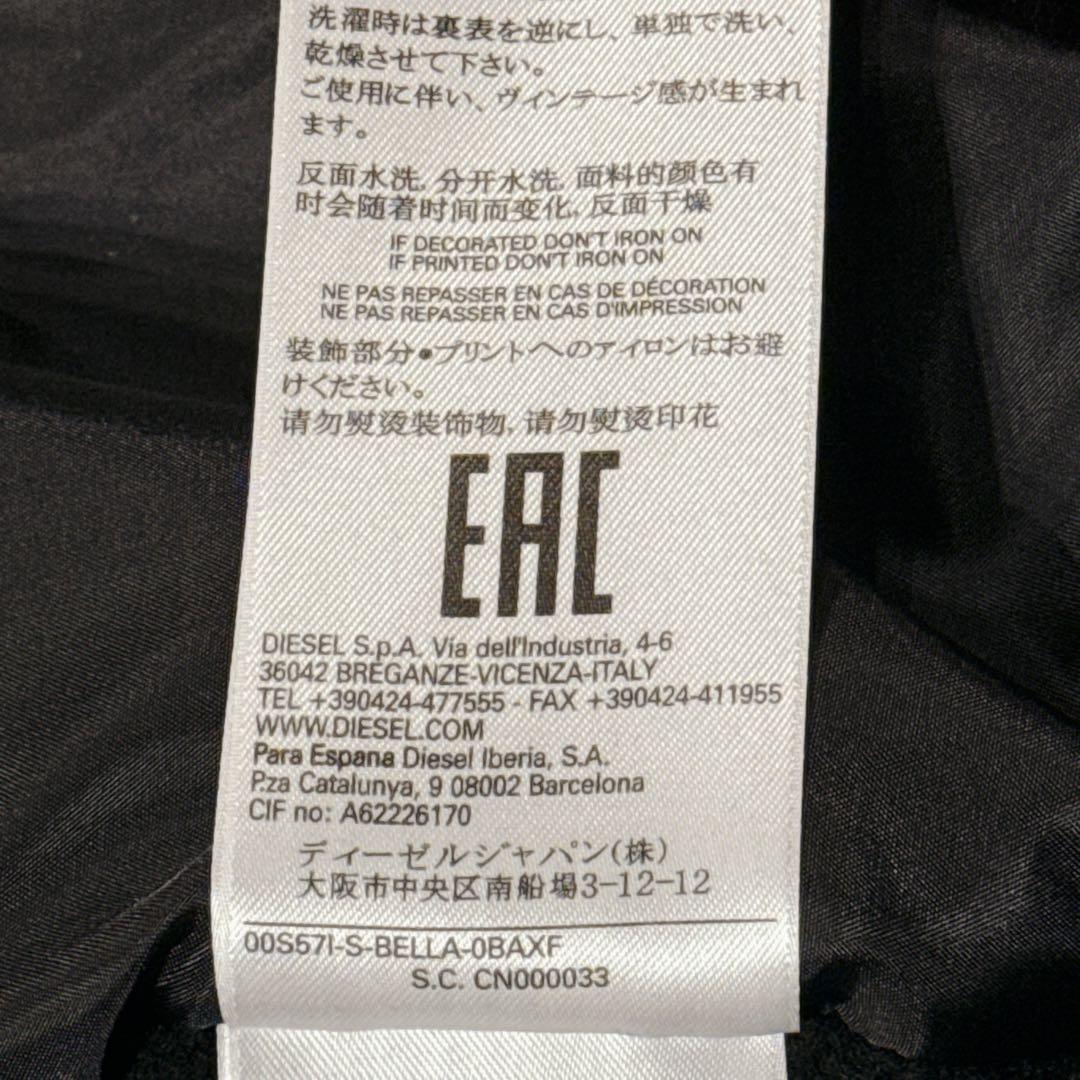 洗濯時は裏表を逆にし、単独で洗い、
乾燥させて下さい。
ご使用に伴い、ヴィンテージ感が生まれ
ます。
反面水洗, 分开水洗, 面料的颜色有
时会随着时间而变化, 反面干燥
IF DECORATED DON'T IRON ON
IF PRINTED DON'T IRON ON
NE PAS REPASSER EN CAS DE DÉCORATION
NE PAS REPASSER EN CAS D'IMPRESSION
装飾部分•プリントへのアイロンはお避
けください。
请勿熨烫装饰物, 请勿熨烫印花
EAC
DIESEL S.p.A. Via dell'Industria, 4-6
36042 BREGANZE-VICENZA-ITALY
TEL +390424-477555 - FAX +390424-411955
WWW.DIESEL.COM
Para Espana Diesel Iberia, S.A.
P.za Catalunya, 9 08002 Barcelona
CIF no: A62226170
ディーゼルジャパン(株)
大阪市中央区南船場3-12-12
00S57I-S-BELLA-0BAXF
S.C. CN000033